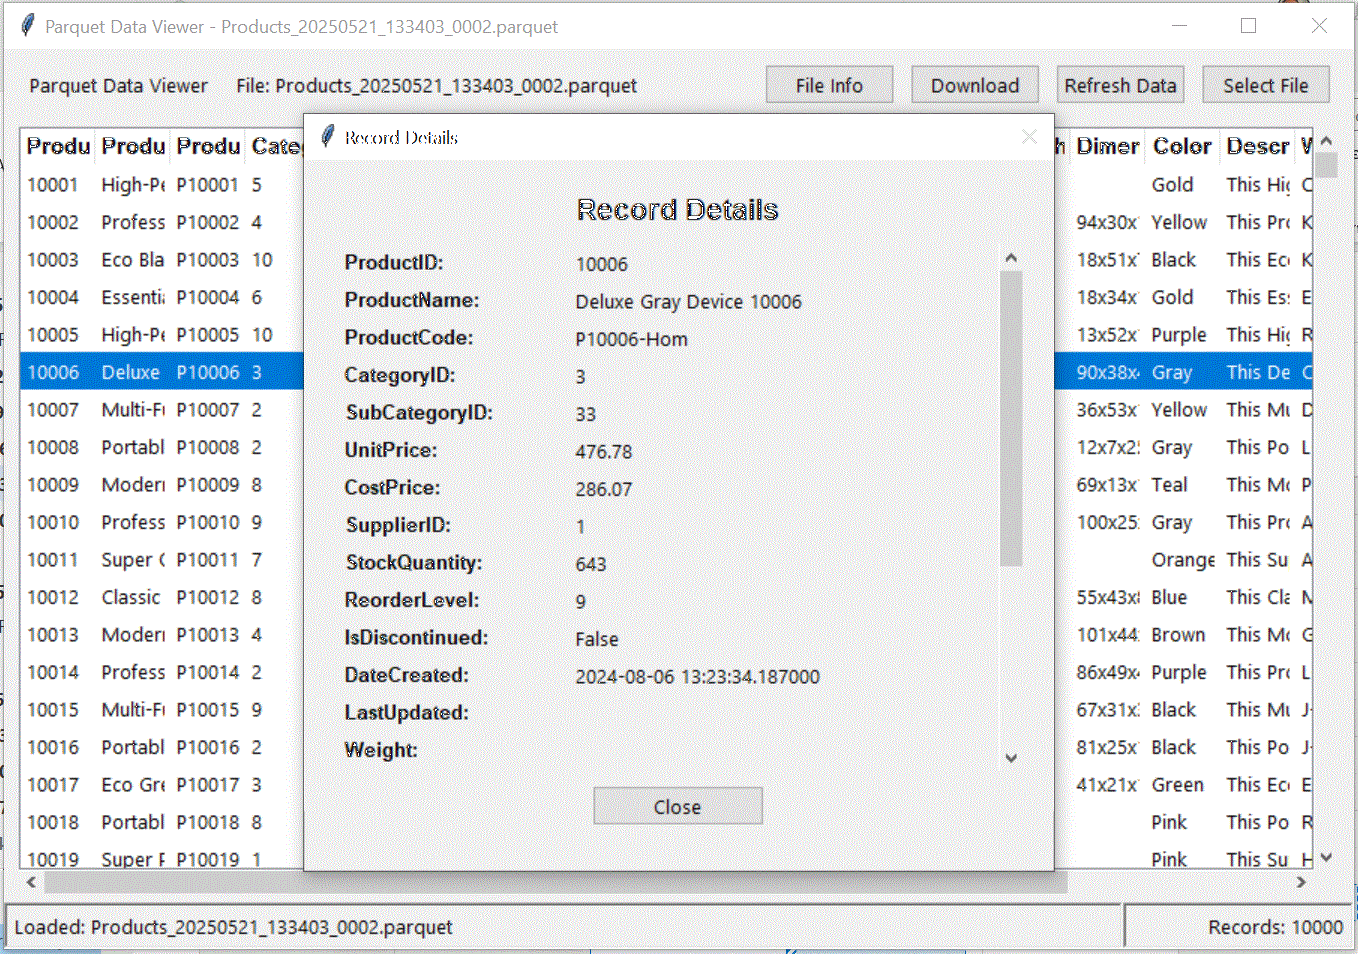 Parquet Data Viewer - Products_20250521_133403_0002.parquet
Parquet Data Viewer File: Products_20250521_133403_0002.parquet File Info Download Refresh Data Select File
Produ Produ Produ Categ h Dimer Color Descr W
10001 High-Pe P10001 5 Gold This Hig C
10002 Profess P10002 4 94x30x Yellow This Pro K
10003 Eco Bla P10003 10 18x51x Black This Eco K
10004 Essentia P10004 6 18x34x Gold This Ess E
10005 High-Pe P10005 10 13x52x Purple This Hig R
10006 Deluxe P10006 3 90x38x4 Gray This De C
10007 Multi-Fu P10007 2 36x53x Yellow This Mu D
10008 Portabl P10008 2 12x7x2 Gray This Po L
10009 Modern P10009 8 69x13x Teal This Mo P
10010 Profess P10010 9 100x25 Gray This Pro A
10011 Super P10011 7 Orange This Su A
10012 Classic P10012 8 55x43x8 Blue This Cla M
10013 Modern P10013 4 101x44 Brown This Mo G
10014 Profess P10014 2 86x49x4 Purple This Pro L
10015 Multi-Fu P10015 9 67x31x Black This Mu J-
10016 Portabl P10016 2 81x25x Black This Po J-
10017 Eco Gre P10017 3 41x21x Green This Eco E
10018 Portabl P10018 8 Pink This Po R
10019 Super P P10019 1 Pink This Su H
Record Details
Record Details
ProductID: 10006
ProductName: Deluxe Gray Device 10006
ProductCode: P10006-Hom
CategoryID: 3
SubCategoryID: 33
UnitPrice: 476.78
CostPrice: 286.07
SupplierID: 1
StockQuantity: 643
ReorderLevel: 9
IsDiscontinued: False
DateCreated: 2024-08-06 13:23:34.187000
LastUpdated:
Weight:
Close
Loaded: Products_20250521_133403_0002.parquet Records: 10000